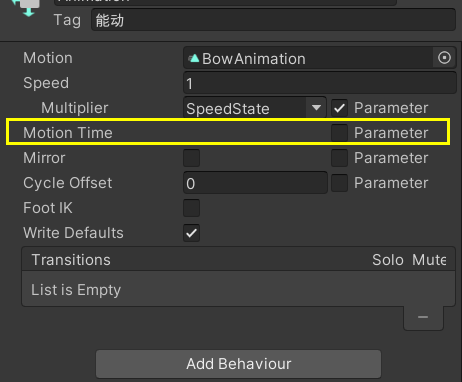 Animation
Tag 能动
Motion BowAnimation
Speed 1
Multiplier SpeedState Parameter
Motion Time Parameter
Mirror Parameter
Cycle Offset 0 Parameter
Foot IK
Write Defaults
Transitions Solo Mute
List is Empty
Add Behaviour